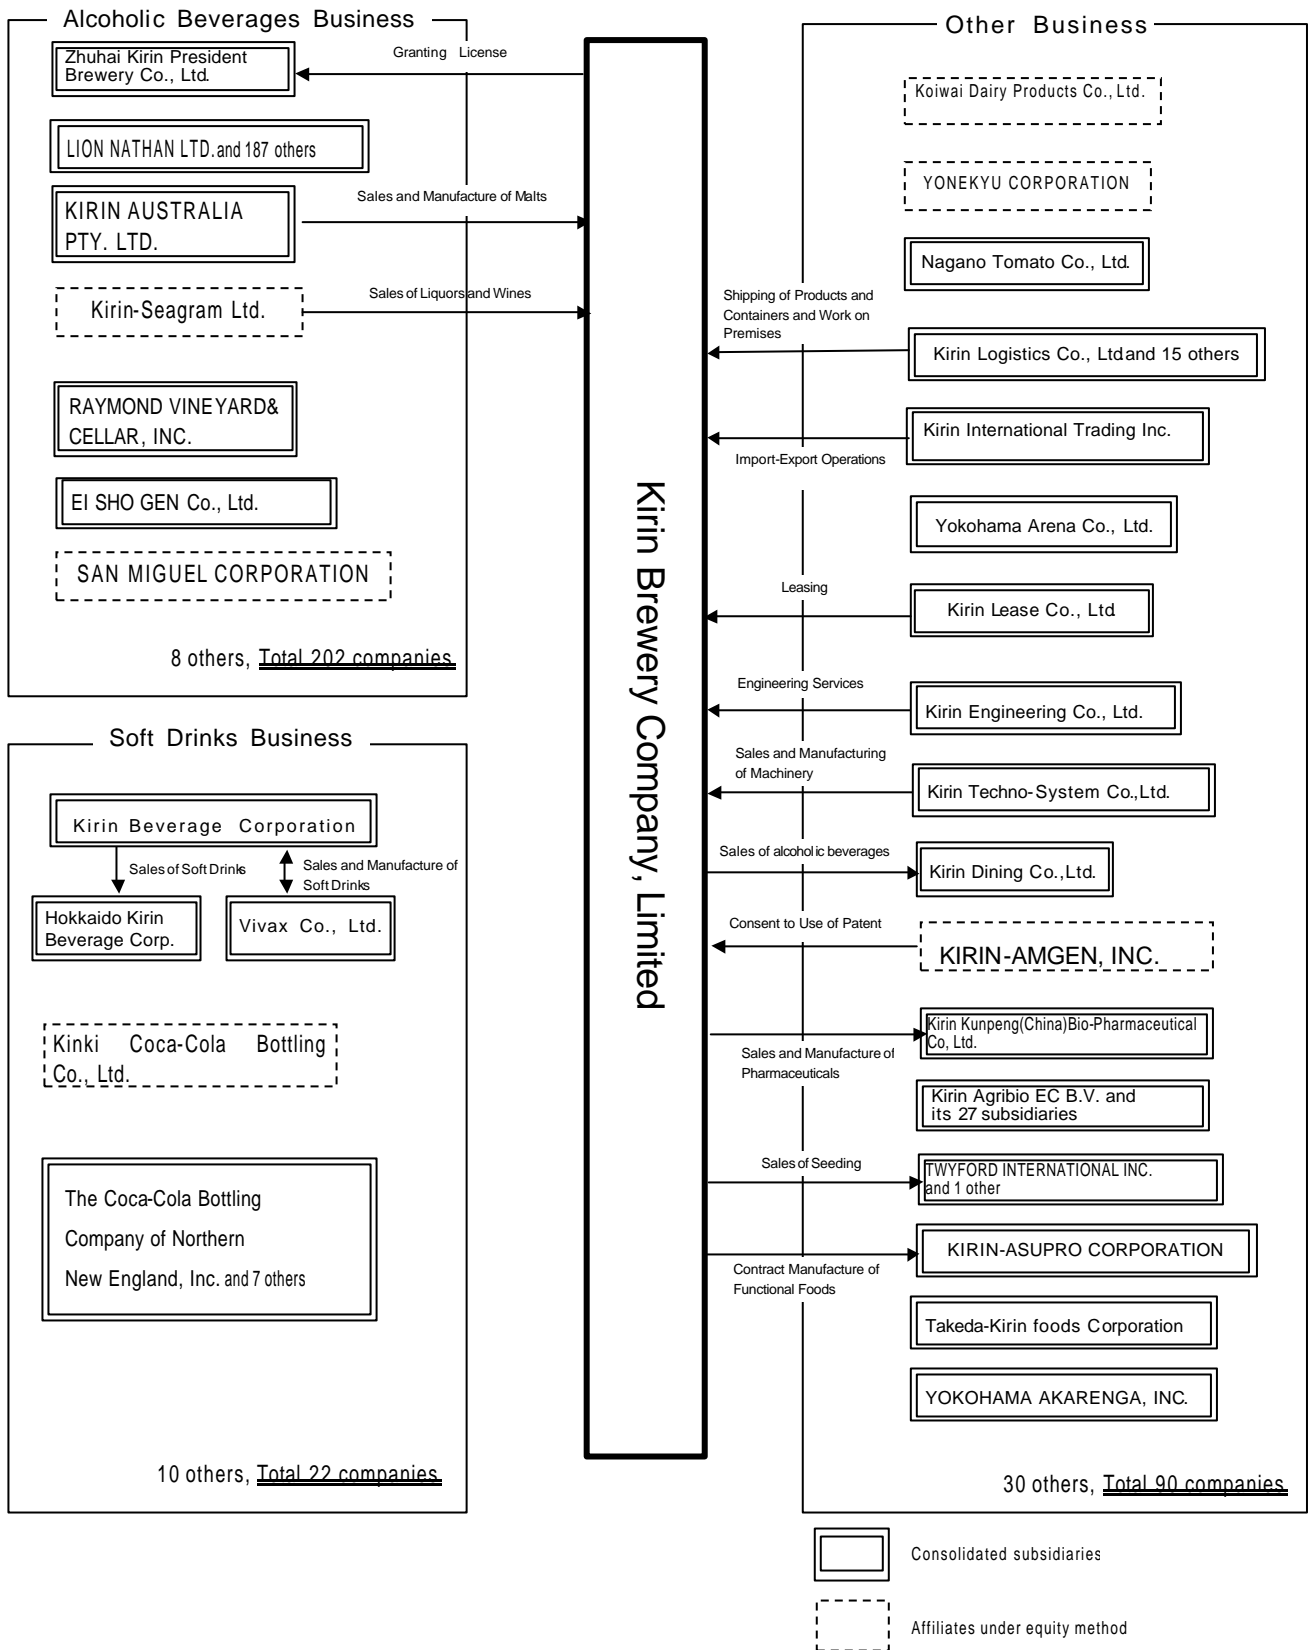 Alcoholic Beverages Business
Zhuhai Kirin President
Brewery Co., Ltd.
Granting License
LION NATHAN LTD. and 187 others
KIRIN AUSTRALIA
PTY. LTD.
Sales and Manufacture of Malts
Kirin-Seagram Ltd.
Sales of Liquors and Wines
RAYMOND VINEYARD&
CELLAR, INC.
EI SHO GEN Co., Ltd.
SAN MIGUEL CORPORATION
8 others, Total 202 companies
Soft Drinks Business
Kirin Beverage Corporation
Sales of Soft Drinks
Sales and Manufacture of
Soft Drinks
Hokkaido Kirin
Beverage Corp.
Vivax Co., Ltd.
Kinki Coca-Cola Bottling
Co., Ltd.
The Coca-Cola Bottling
Company of Northern
New England, Inc. and 7 others
10 others, Total 22 companies
Kirin Brewery Company, Limited
Other Business
Koiwai Dairy Products Co., Ltd.
YONEKYU CORPORATION
Nagano Tomato Co., Ltd.
Shipping of Products and
Containers and Work on
Premises
Kirin Logistics Co., Ltd and 15 others
Kirin International Trading Inc.
Import-Export Operations
Yokohama Arena Co., Ltd.
Leasing
Kirin Lease Co., Ltd
Engineering Services
Kirin Engineering Co., Ltd.
Sales and Manufacturing
of Machinery
Kirin Techno-System Co.,Ltd.
Sales of alcoholic beverages
Kirin Dining Co.,Ltd.
Consent to Use of Patent
KIRIN-AMGEN, INC.
Kirin Kunpeng(China)Bio-Pharmaceutical
Co, Ltd.
Sales and Manufacture of
Pharmaceuticals
Kirin Agribio EC B.V. and
its 27 subsidiaries
Sales of Seeding
TWYFORD INTERNATIONAL INC.
and 1 other
KIRIN-ASUPRO CORPORATION
Contract Manufacture of
Functional Foods
Takeda-Kirin foods Corporation
YOKOHAMA AKARENGA, INC.
30 others, Total 90 companies
Consolidated subsidiaries
Affiliates under equity method